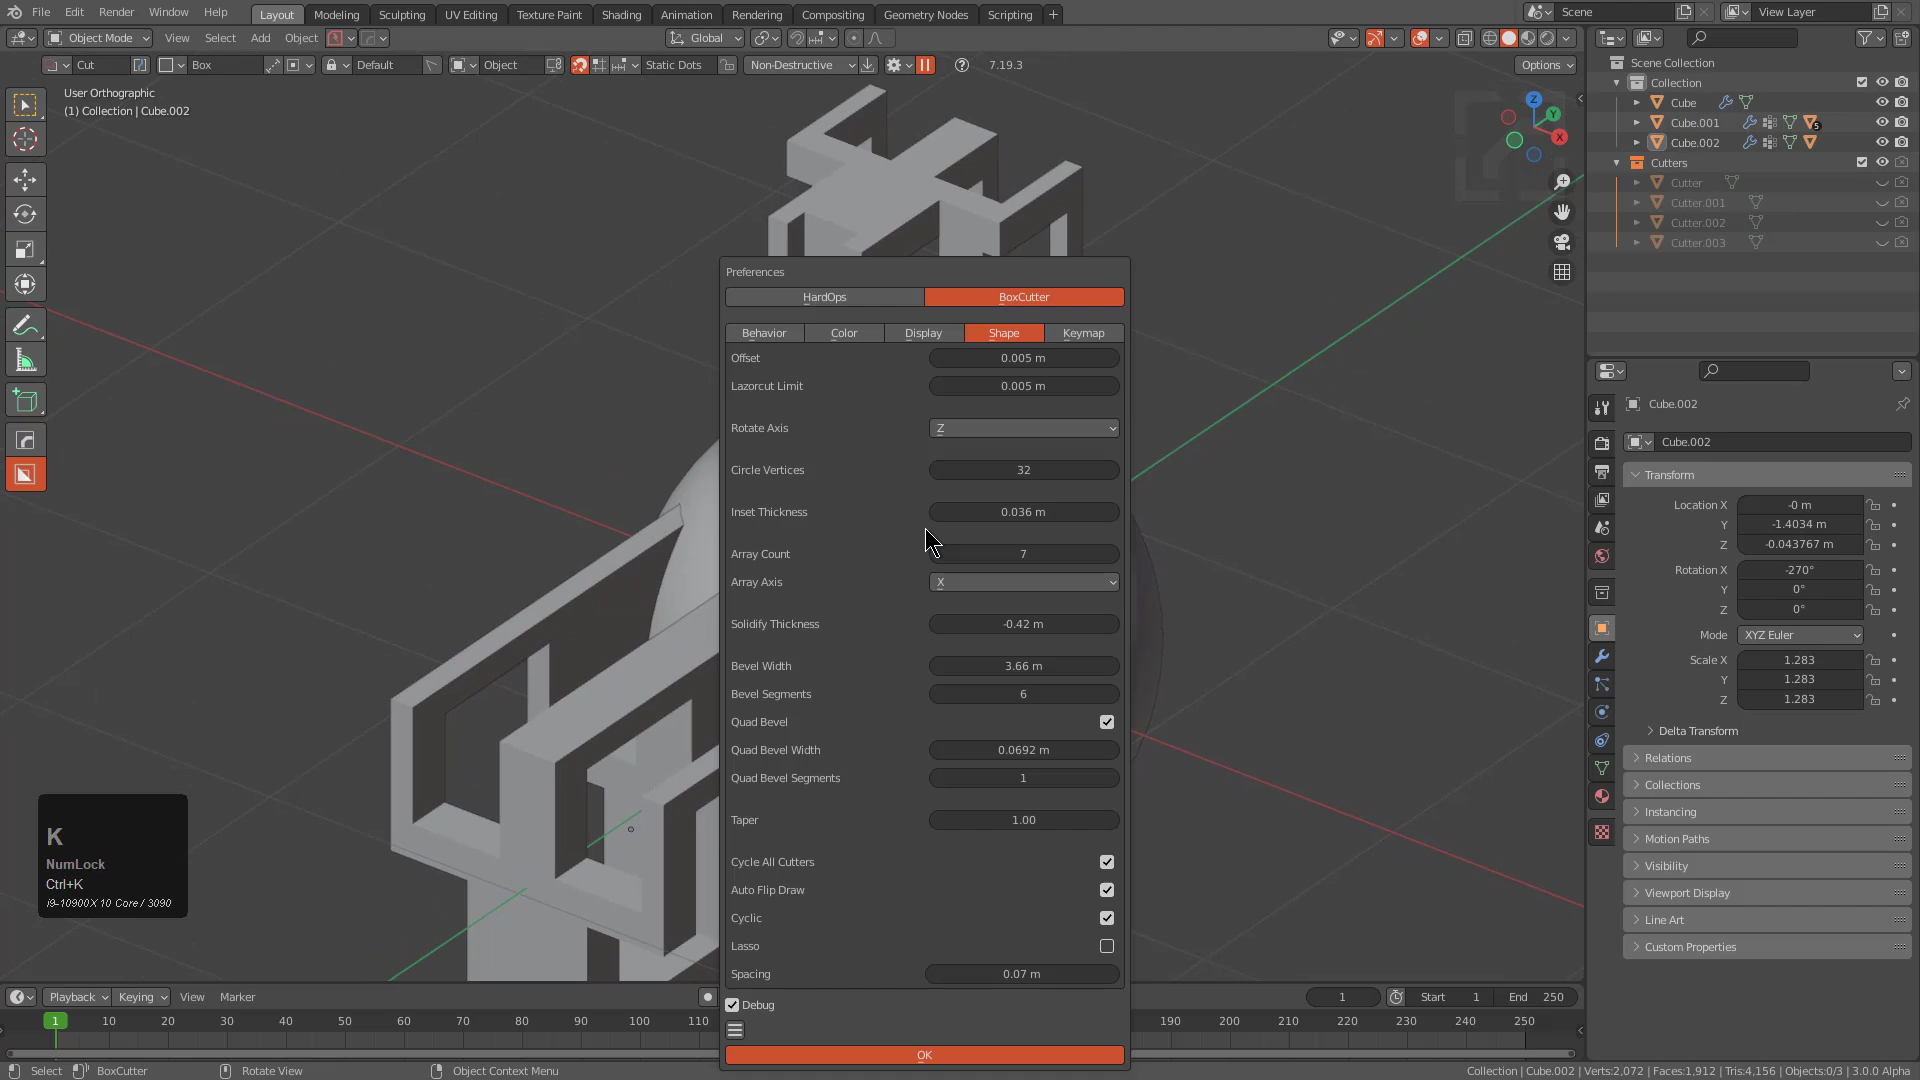 File Edit Render Window Help Layout Modeling Sculpting UV Editing Texture Paint Shading Animation Rendering Compositing Geometry Nodes Scripting + Scene View Layer
Object Mode View Select Add Object Global
Cut Box Default Object Static Dots Non-Destructive 7.19.3 Options
User Orthographic
(1) Collection | Cube.002
Z
Y
X
Scene Collection
Collection
Cube
Cube.001 5
Cube.002
Cutters
Cutter
Cutter.001
Cutter.002
Cutter.003
Preferences
HardOps BoxCutter
Behavior Color Display Shape Keymap
Offset 0.005 m
Lazorcut Limit 0.005 m
Rotate Axis Z
Circle Vertices 32
Inset Thickness 0.036 m
Array Count 7
Array Axis X
Solidify Thickness -0.42 m
Bevel Width 3.66 m
Bevel Segments 6
Quad Bevel
Quad Bevel Width 0.0692 m
Quad Bevel Segments 1
Taper 1.00
Cycle All Cutters
Auto Flip Draw
Cyclic
Lasso
Spacing 0.07 m
Debug
OK
Cube.002
Cube.002
Transform
Location X -0 m
Y -1.4034 m
Z -0.043767 m
Rotation X -270°
Y 0°
Z 0°
Mode XYZ Euler
Scale X 1.283
Y 1.283
Z 1.283
Delta Transform
Relations
Collections
Instancing
Motion Paths
Visibility
Viewport Display
Line Art
Custom Properties
K
NumLock
Ctrl+K
i9-10900X 10 Core / 3090
Playback Keying View Marker 1 Start 1 End 250
1 10 20 30 40 50 60 70 80 90 100 110 190 200 210 220 230 240 250
Select BoxCutter Rotate View Object Context Menu Collection | Cube.002 | Verts:2,072 | Faces:1,912 | Tris:4,156 | Objects:0/3 | 3.0.0 Alpha